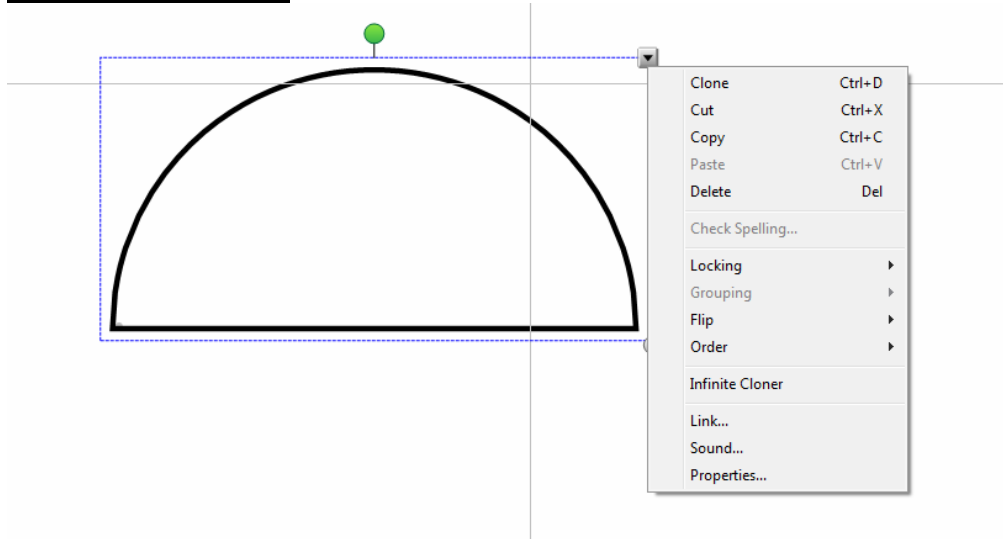 Clone Ctrl+D
Cut Ctrl+X
Copy Ctrl+C
Paste Ctrl+V
Delete Del
Check Spelling...
Locking
Grouping
Flip
Order
Infinite Cloner
Link...
Sound...
Properties...